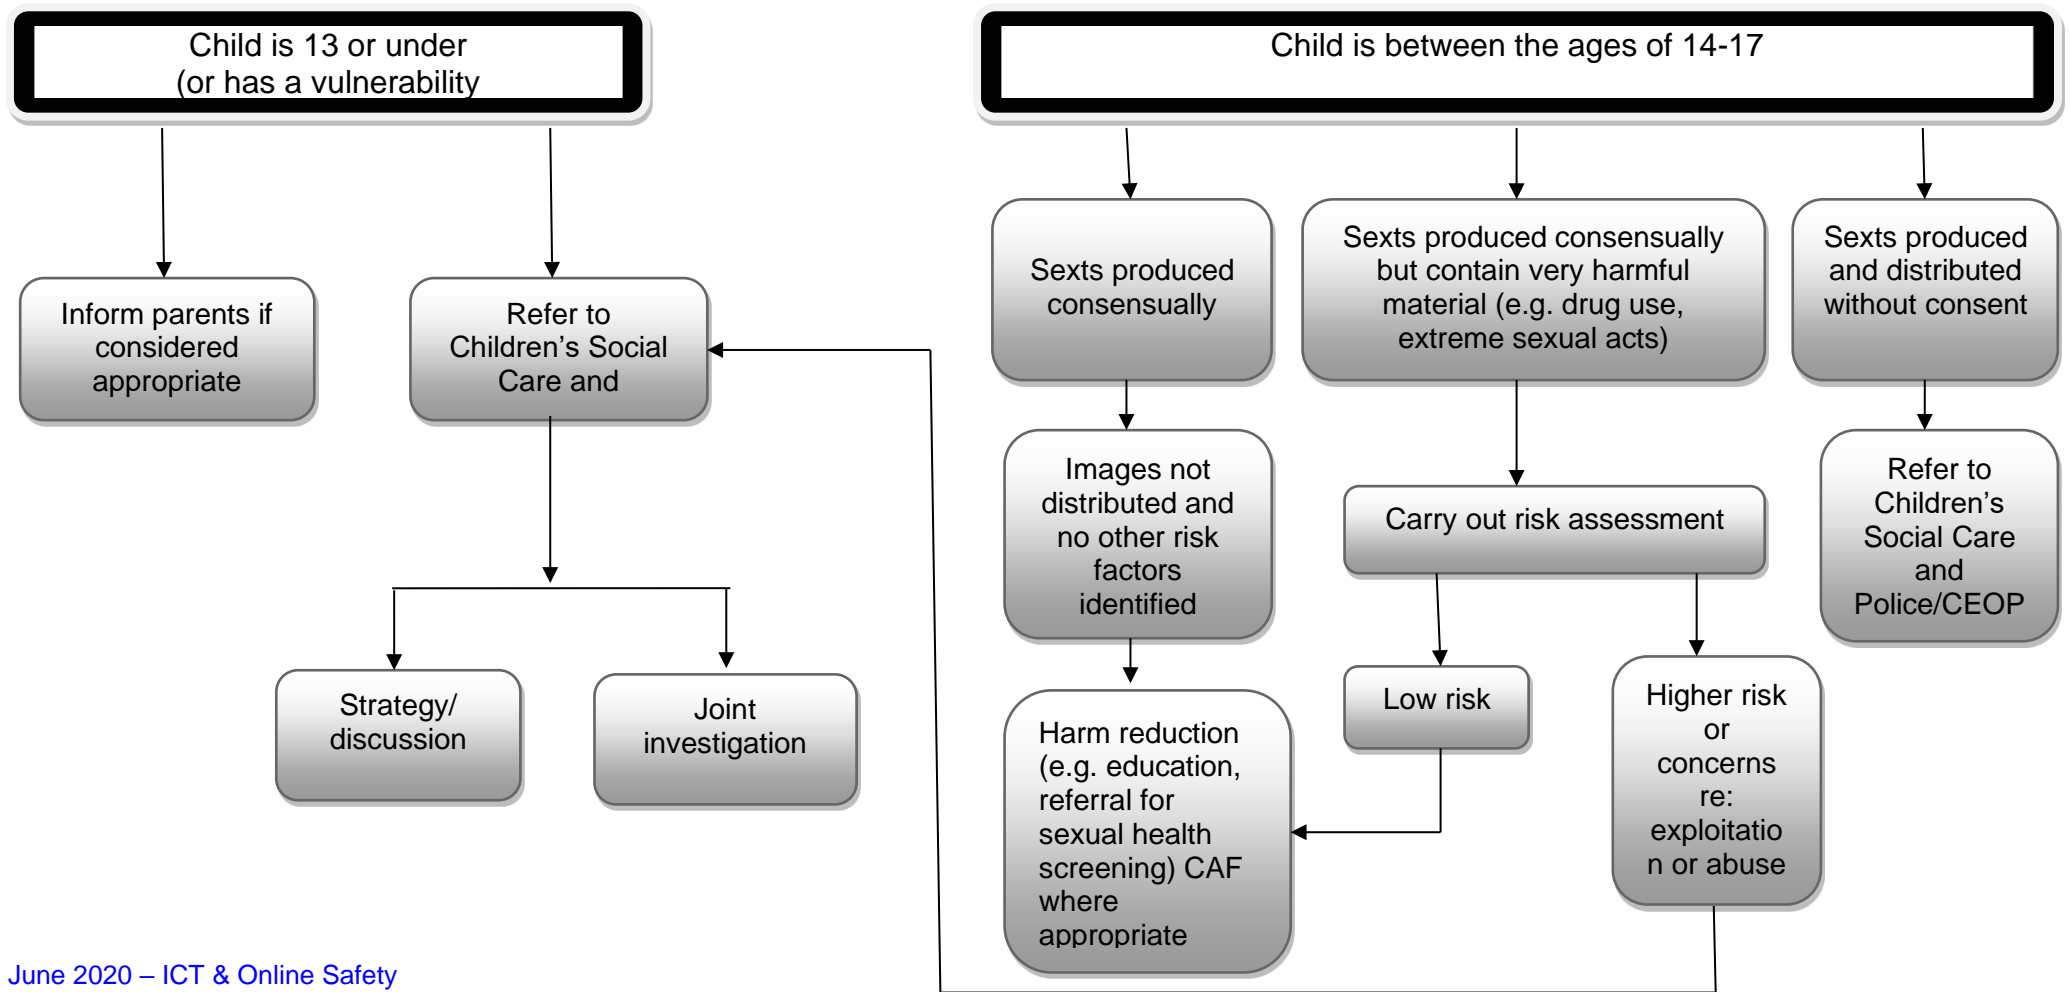 Child is 13 or under
(or has a vulnerability
Child is between the ages of 14-17
Inform parents if
considered
appropriate
Refer to
Children’s Social
Care and
Strategy/
discussion
Joint
investigation
Sexts produced
consensually
Sexts produced consensually
but contain very harmful
material (e.g. drug use,
extreme sexual acts)
Sexts produced
and distributed
without consent
Images not
distributed and
no other risk
factors
identified
Carry out risk assessment
Refer to
Children’s
Social Care
and
Police/CEOP
Low risk
Higher risk
or
concerns
re:
exploitatio
n or abuse
Harm reduction
(e.g. education,
referral for
sexual health
screening) CAF
where
appropriate
June 2020 – ICT & Online Safety